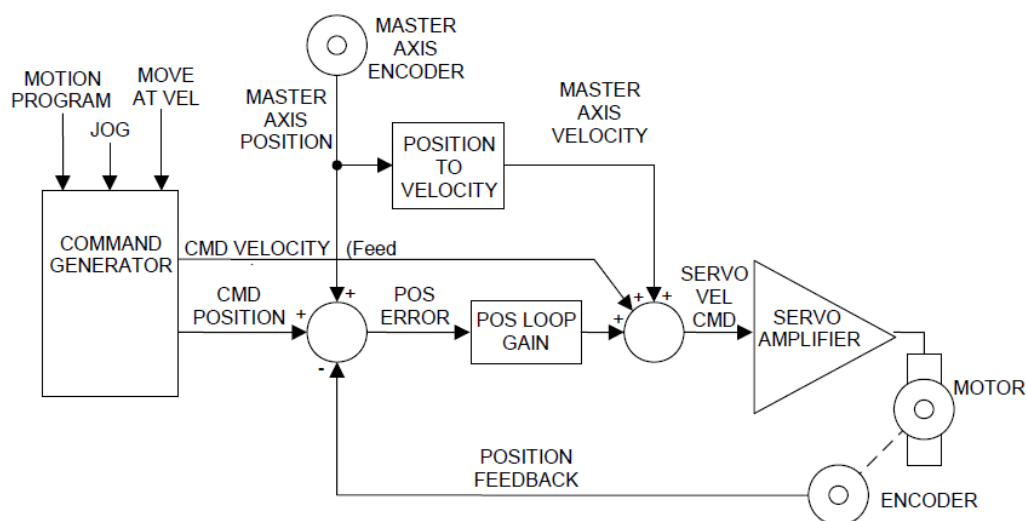 MASTER
AXIS
ENCODER
MOTION
PROGRAM
JOG
MOVE
AT VEL
MASTER
AXIS
POSITION
MASTER
AXIS
VELOCITY
POSITION
TO
VELOCITY
COMMAND
GENERATOR
CMD VELOCITY (Feed
CMD
POSITION
+
+
-
POS
ERROR
POS LOOP
GAIN
+
+
+
SERVO
VEL
CMD
SERVO
AMPLIFIER
MOTOR
POSITION
FEEDBACK
ENCODER